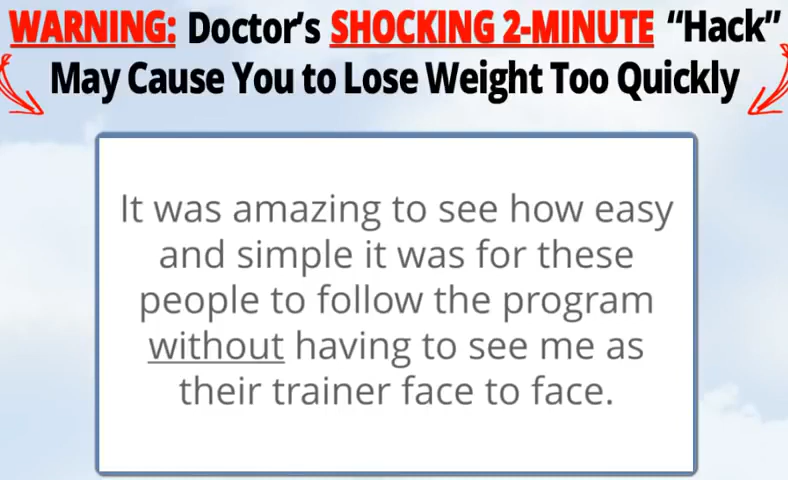 WARNING: Doctor's SHOCKING 2-MINUTE “Hack”
May Cause You to Lose Weight Too Quickly
It was amazing to see how easy
and simple it was for these
people to follow the program
without having to see me as
their trainer face to face.